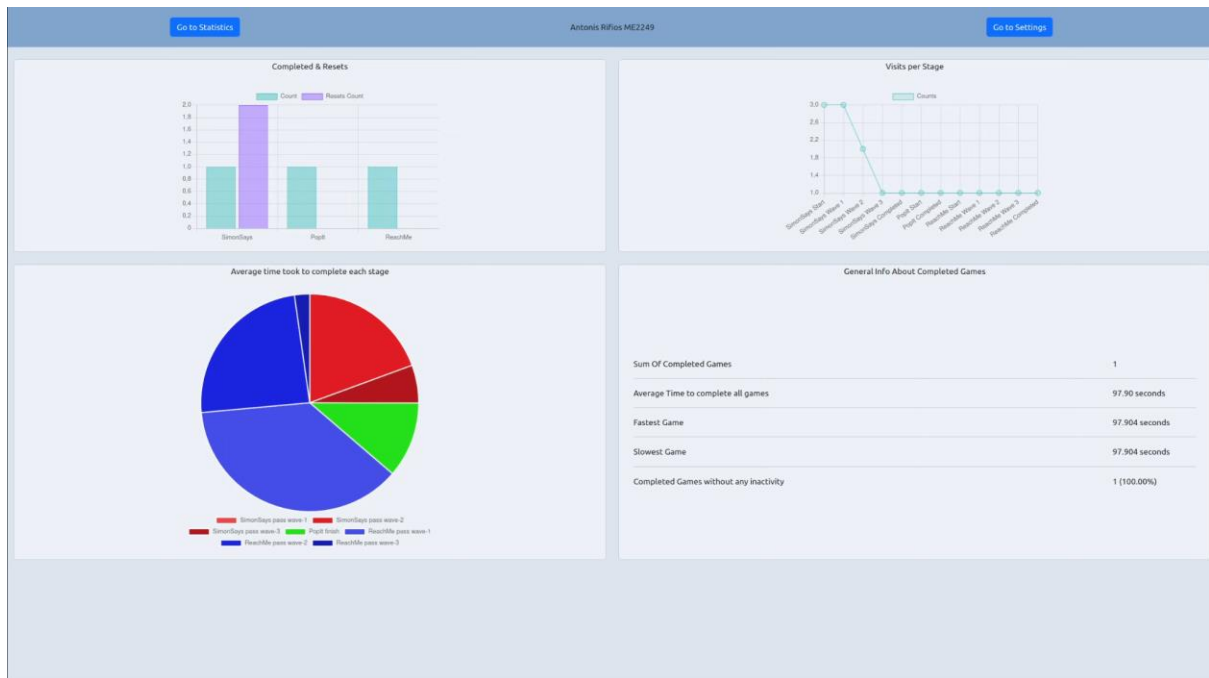 Go to Statistics
Antonis Rifios ME2249
Go to Settings
Completed & Resets
Count Resets Count
2.0
1.8
1.6
1.4
1.2
1.0
0.8
0.6
0.4
0.2
0
SimonSays PopIt ReachMe
Visits per Stage
Counts
3.0
2.6
2.2
1.8
1.4
1.0
SimonSays Start
SimonSays Wave 1
SimonSays Wave 2
SimonSays Wave 3
SimonSays Completed
PopIt Start
PopIt Completed
ReachMe Start
ReachMe Wave 1
ReachMe Wave 2
ReachMe Wave 3
ReachMe Completed
Average time took to complete each stage
SimonSays pass wave-1 SimonSays pass wave-2
SimonSays pass wave-3 PopIt finish ReachMe pass wave-1
ReachMe pass wave-2 ReachMe pass wave-3
General Info About Completed Games
Sum Of Completed Games 1
Average Time to complete all games 97.90 seconds
Fastest Game 97.904 seconds
Slowest Game 97.904 seconds
Completed Games without any inactivity 1 (100.00%)